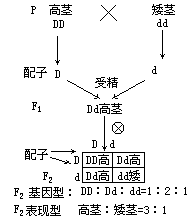 P 高茎 × 矮茎
DD dd
配子 D d
受精
F₁ Dd高茎
⊗
D d
配子 D DD高 Dd高
F₂ d Dd高 dd矮
F₂基因型 DD：Dd：dd=1：2：1
F₂表现型 高茎：矮茎=3：1